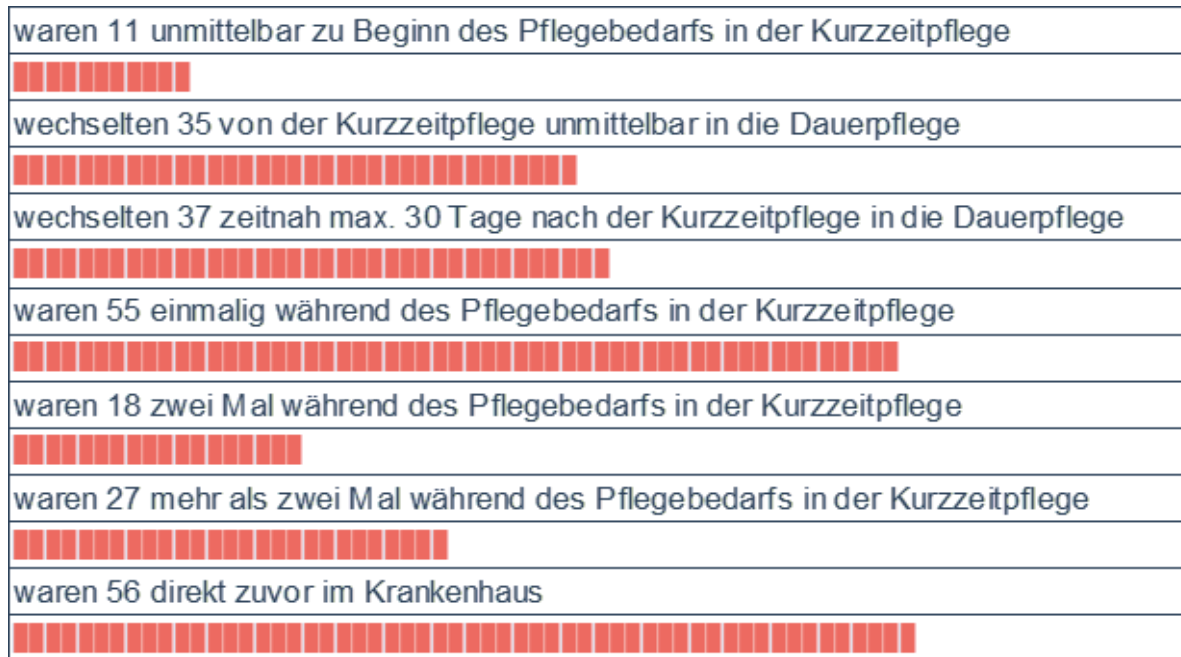 waren 11 unmittelbar zu Beginn des Pflegebedarfs in der Kurzzeitpflege
wechselten 35 von der Kurzzeitpflege unmittelbar in die Dauerpflege
wechselten 37 zeitnah max. 30 Tage nach der Kurzzeitpflege in die Dauerpflege
waren 55 einmalig während des Pflegebedarfs in der Kurzzeitpflege
waren 18 zwei Mal während des Pflegebedarfs in der Kurzzeitpflege
waren 27 mehr als zwei Mal während des Pflegebedarfs in der Kurzzeitpflege
waren 56 direkt zuvor im Krankenhaus